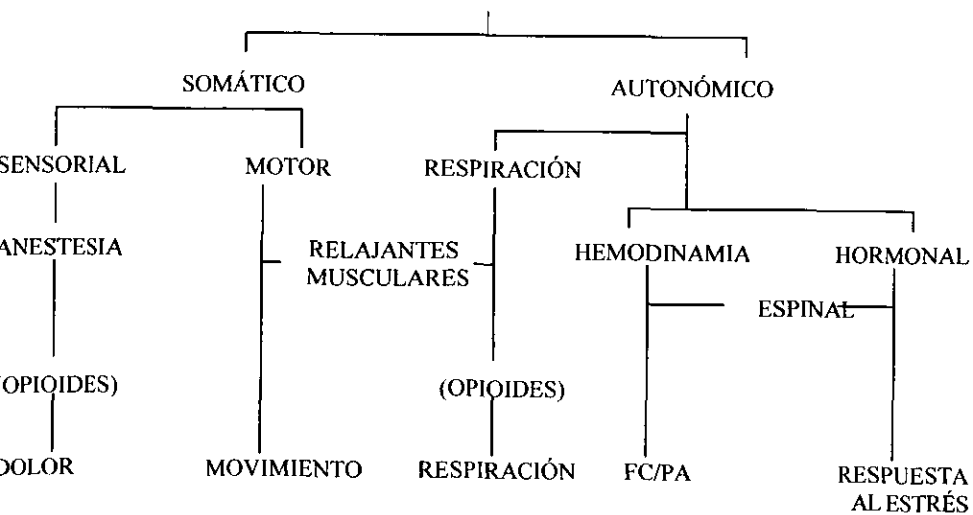 SOMÁTICO AUTONÓMICO
SENSORIAL MOTOR RESPIRACIÓN
ANESTESIA RELAJANTES MUSCULARES HEMODINAMIA HORMONAL
ESPINAL
OPIOIDES) (OPIOIDES)
DOLOR MOVIMIENTO RESPIRACIÓN FC/PA RESPUESTA
AL ESTRÉS